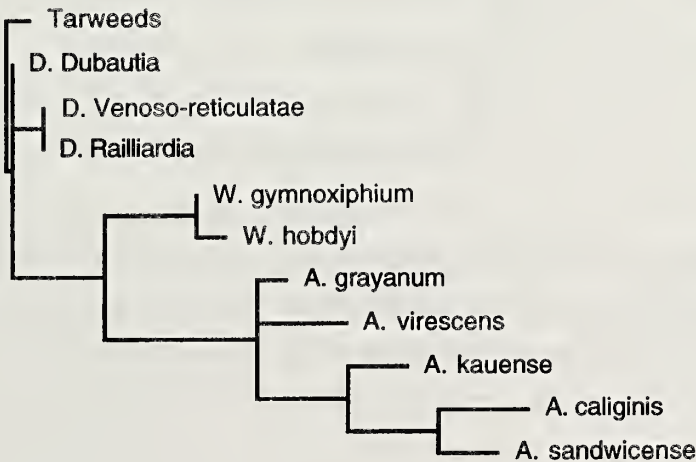 Tarweeds
D. Dubautia
D. Venoso-reticulatae
D. Railliardia
W. gymnoxiphium
W. hobdyi
A. grayanum
A. virescens
A. kauense
A. caliginis
A. sandwicense